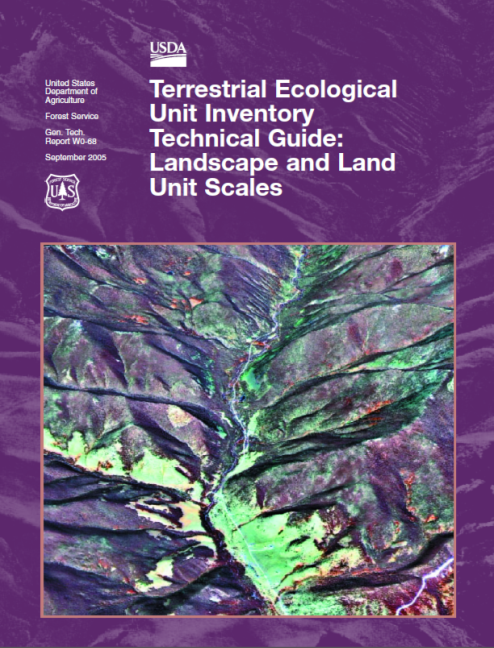 USDA
United States
Department of
Agriculture
Forest Service
Gen. Tech.
Report W0-68
September 2005
Terrestrial Ecological
Unit Inventory
Technical Guide:
Landscape and Land
Unit Scales
U S